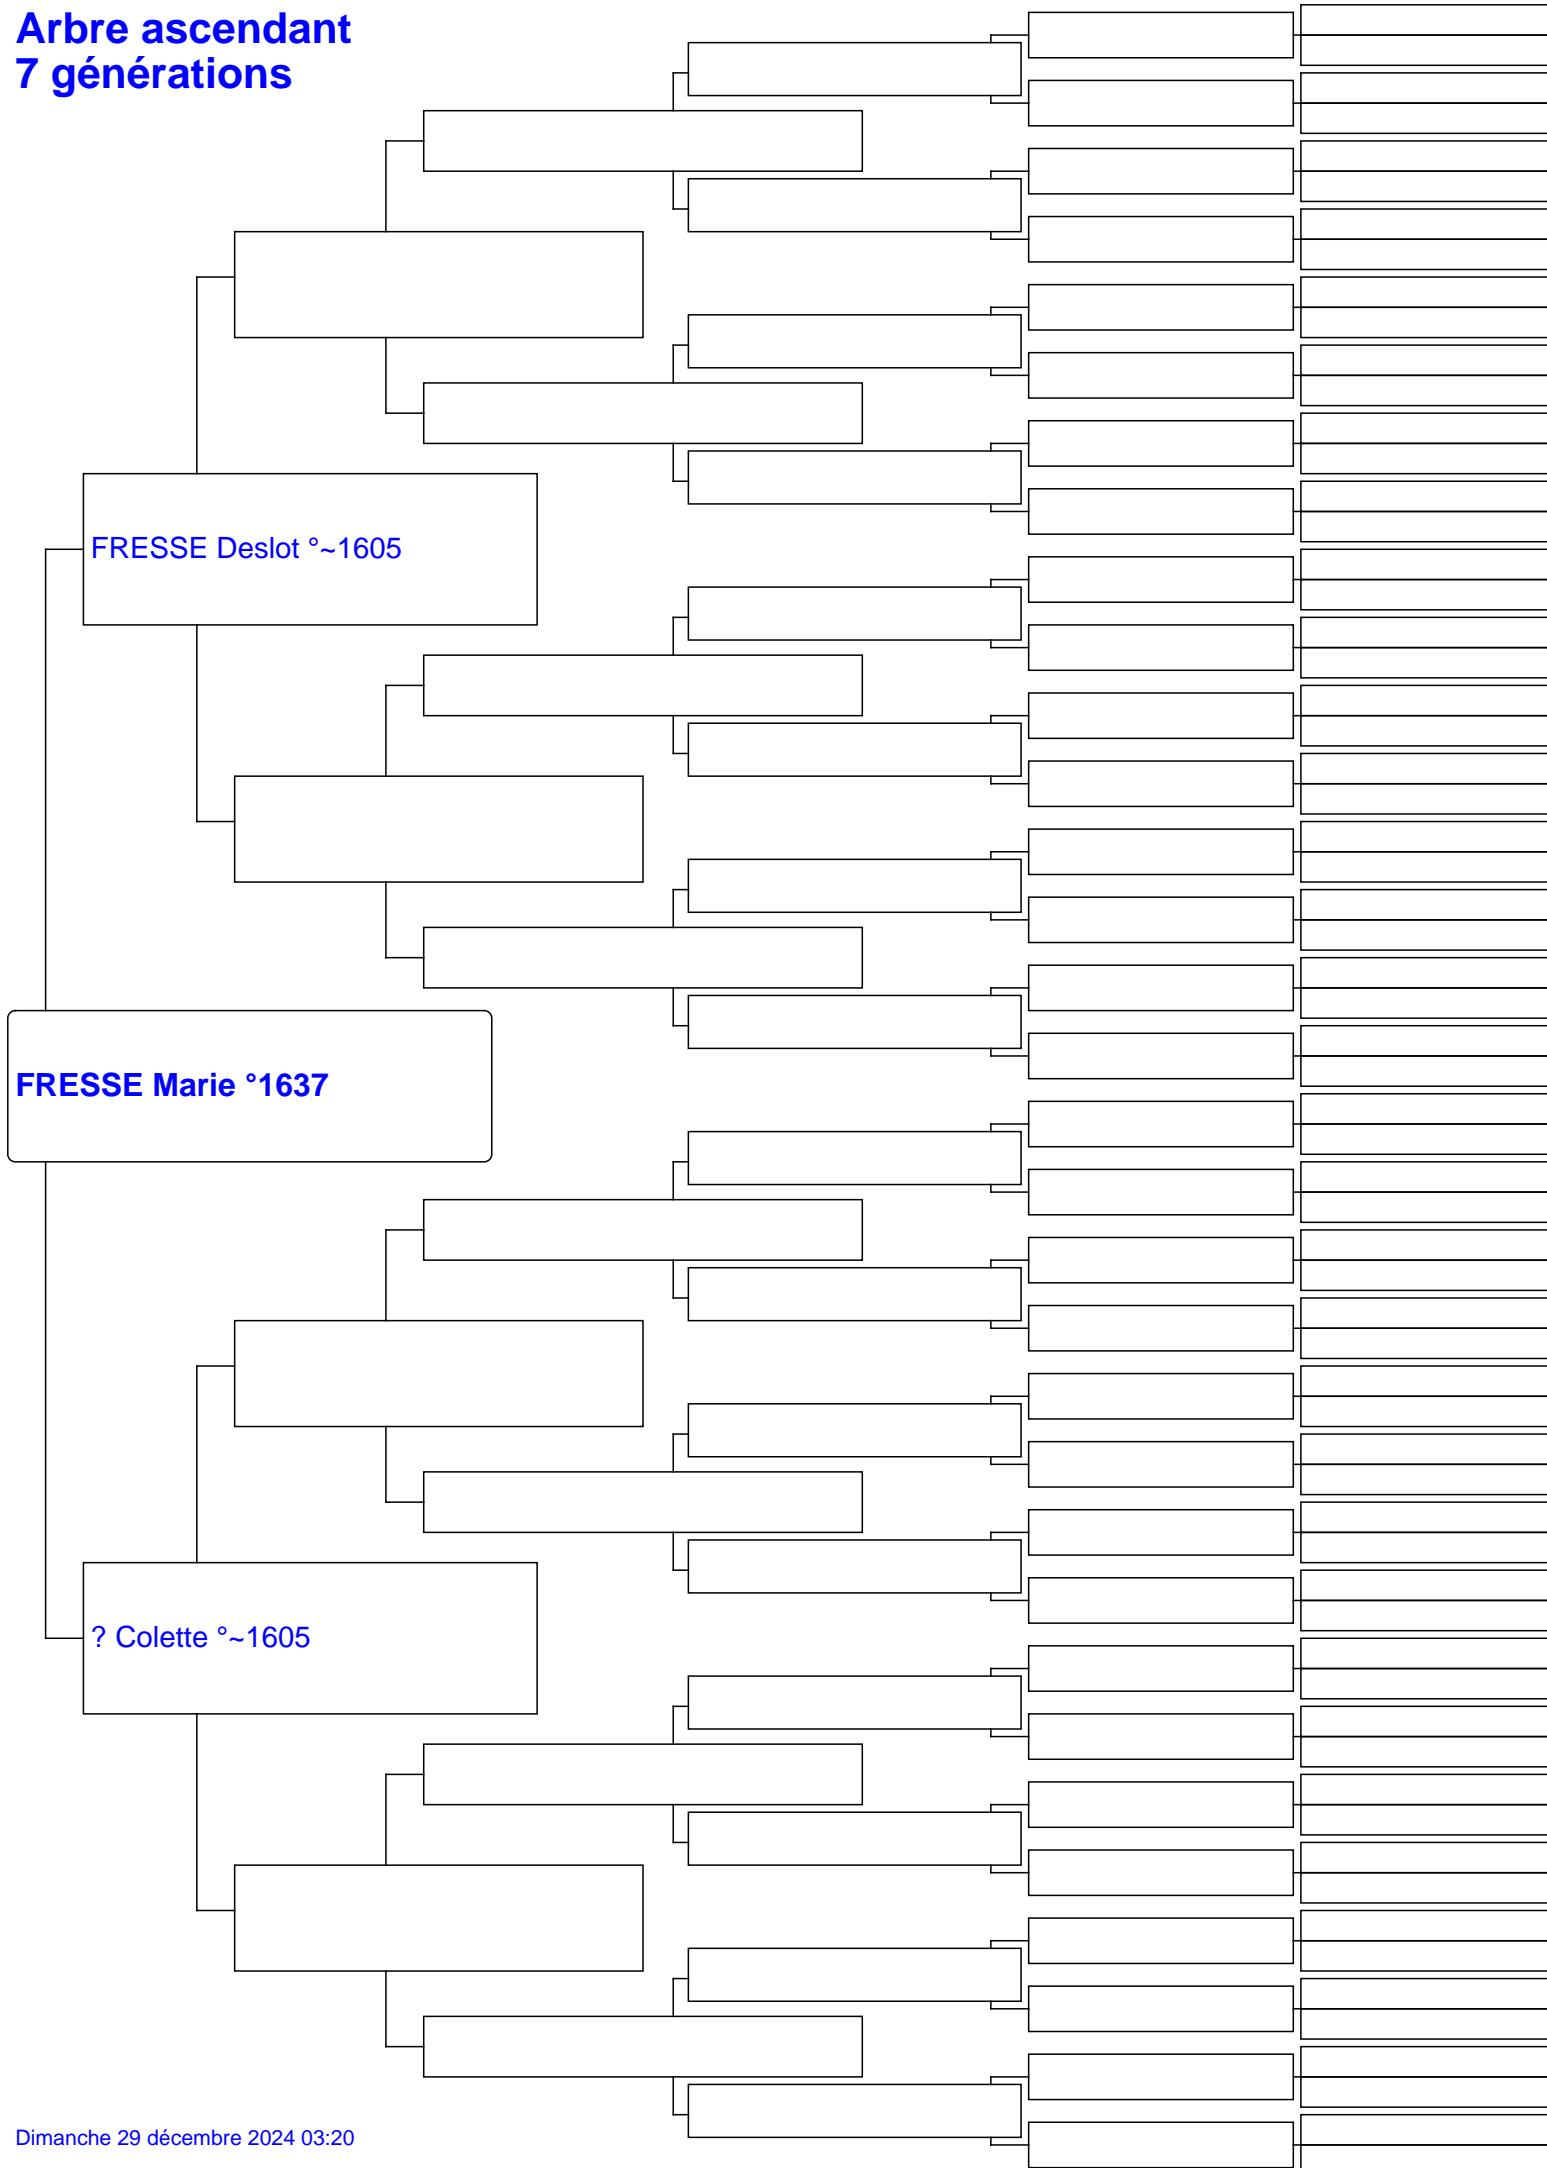 Arbre ascendant
7 générations
FRESSE Deslot °~1605
FRESSE Marie °1637
? Colette °~1605
Dimanche 29 décembre 2024 03:20